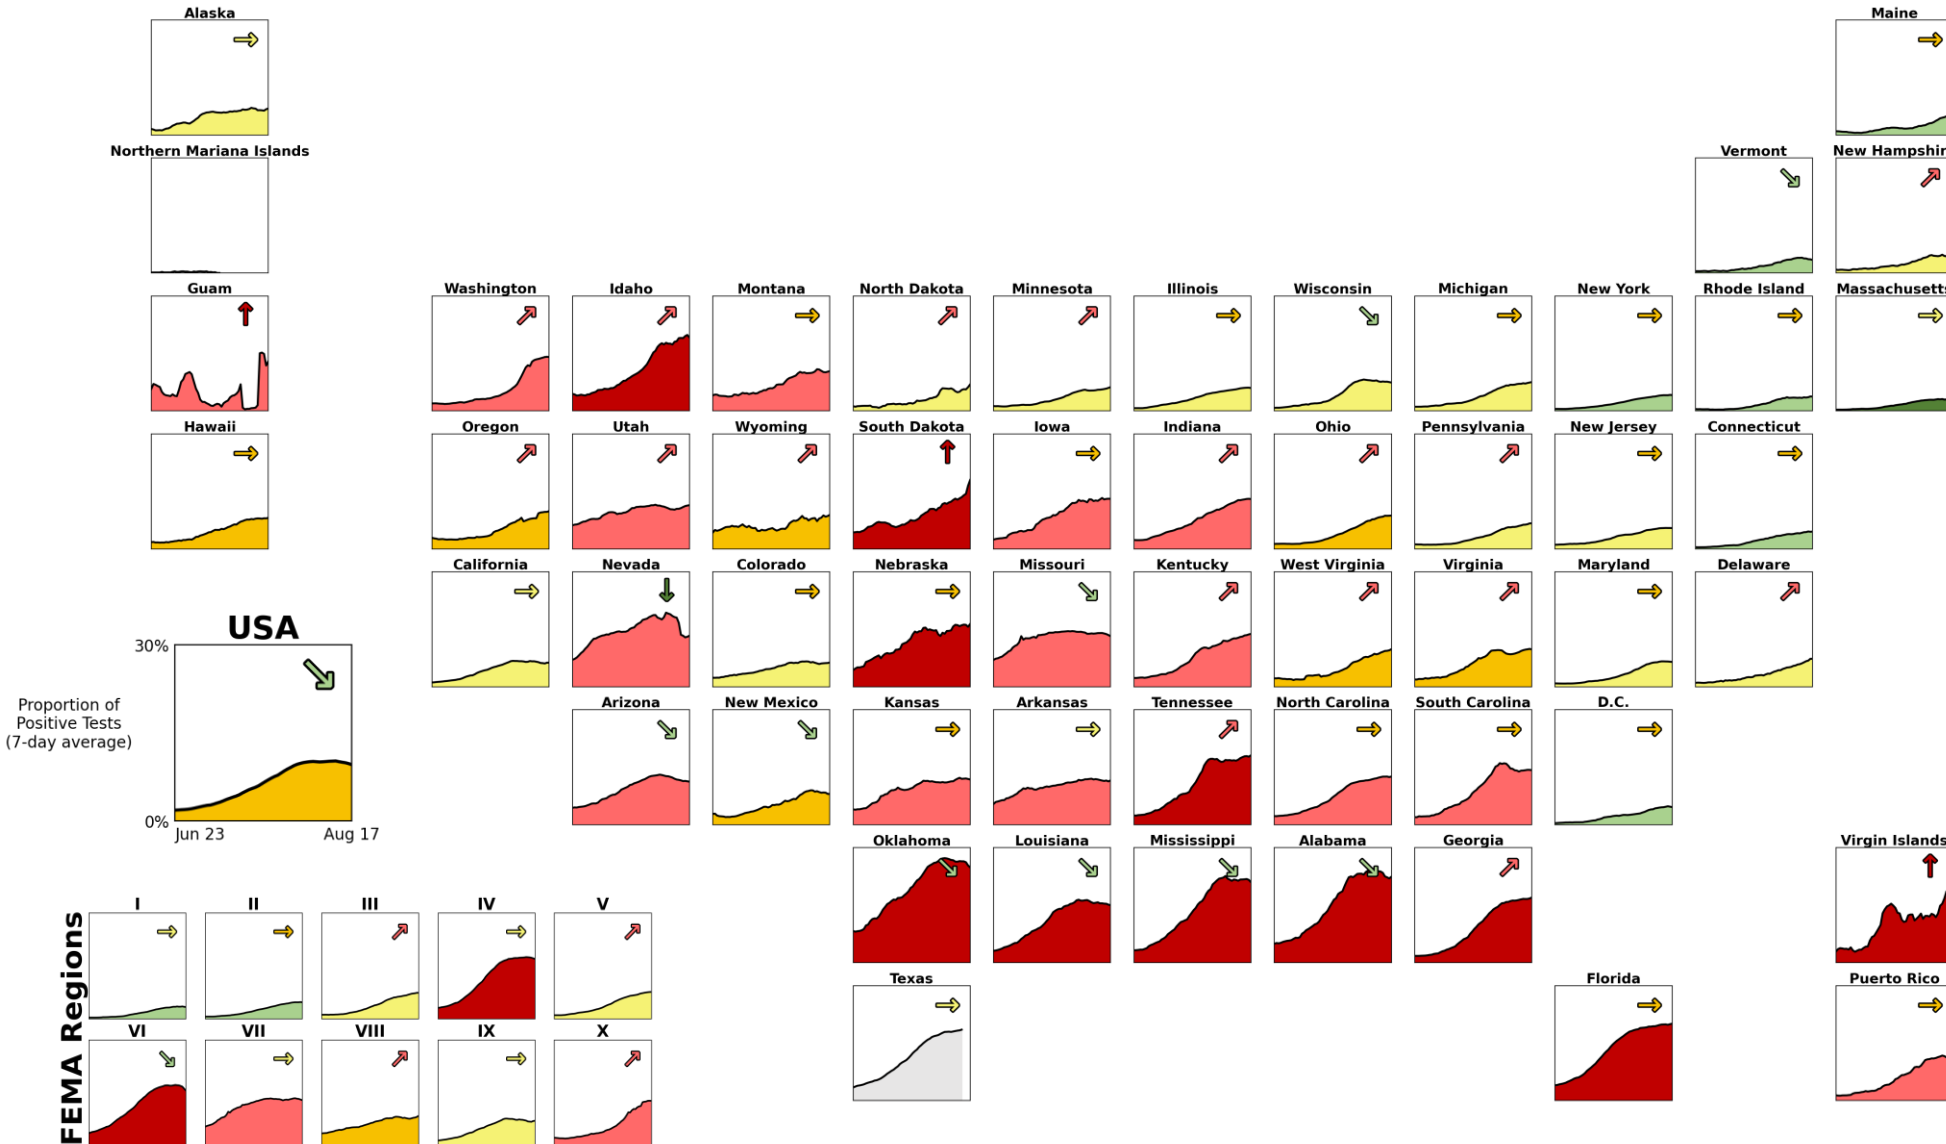 Alaska
Maine
Northern Mariana Islands
Vermont
New Hampshir
Guam
Washington
Idaho
Montana
North Dakota
Minnesota
Illinois
Wisconsin
Michigan
New York
Rhode Island
Massachusetts
Hawaii
Oregon
Utah
Wyoming
South Dakota
Iowa
Indiana
Ohio
Pennsylvania
New Jersey
Connecticut
California
Nevada
Colorado
Nebraska
Missouri
Kentucky
West Virginia
Virginia
Maryland
Delaware
USA
30%
Proportion of
Positive Tests
(7-day average)
0%
Jun 23
Aug 17
Arizona
New Mexico
Kansas
Arkansas
Tennessee
North Carolina
South Carolina
D.C.
Oklahoma
Louisiana
Mississippi
Alabama
Georgia
Virgin Islands
Texas
Florida
Puerto Rico
FEMA Regions
I
II
III
IV
V
VI
VII
VIII
IX
X